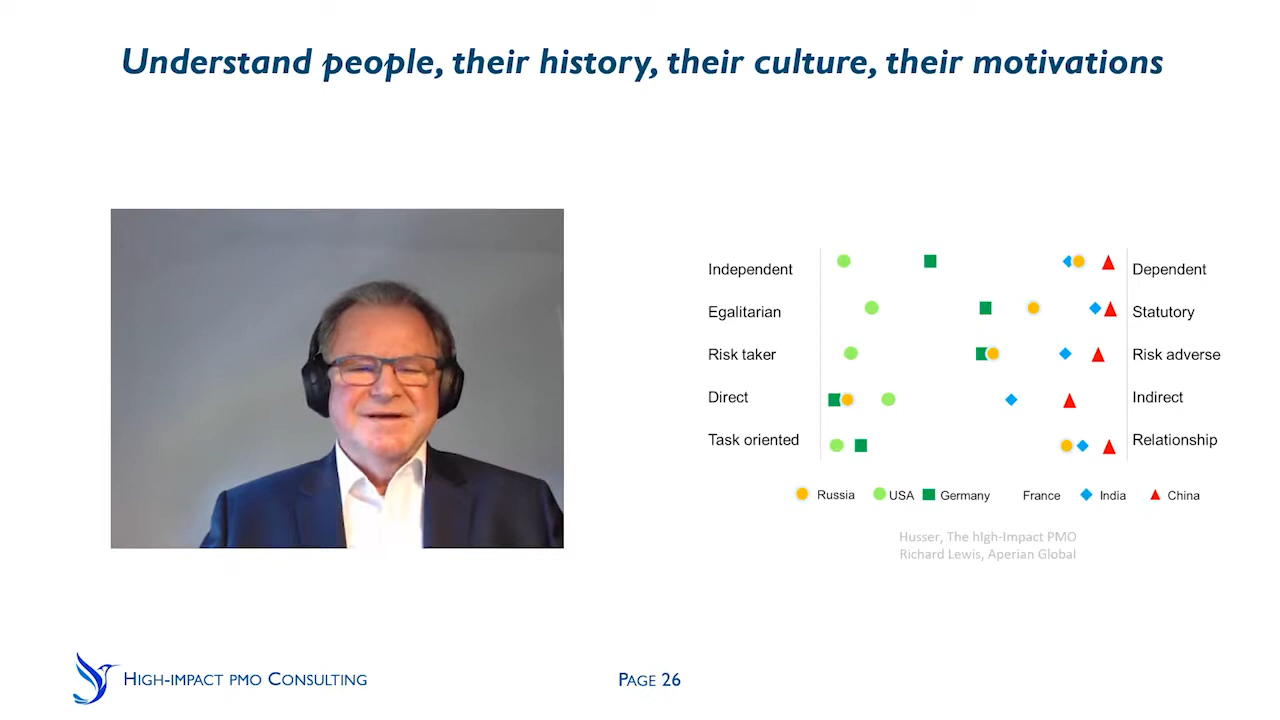 Understand people, their history, their culture, their motivations
Independent Dependent
Egalitarian Statutory
Risk taker Risk adverse
Direct Indirect
Task oriented Relationship
Russia USA Germany France India China
Husser, The hIgh-Impact PMO
Richard Lewis, Aperian Global
High-impact pmo Consulting Page 26